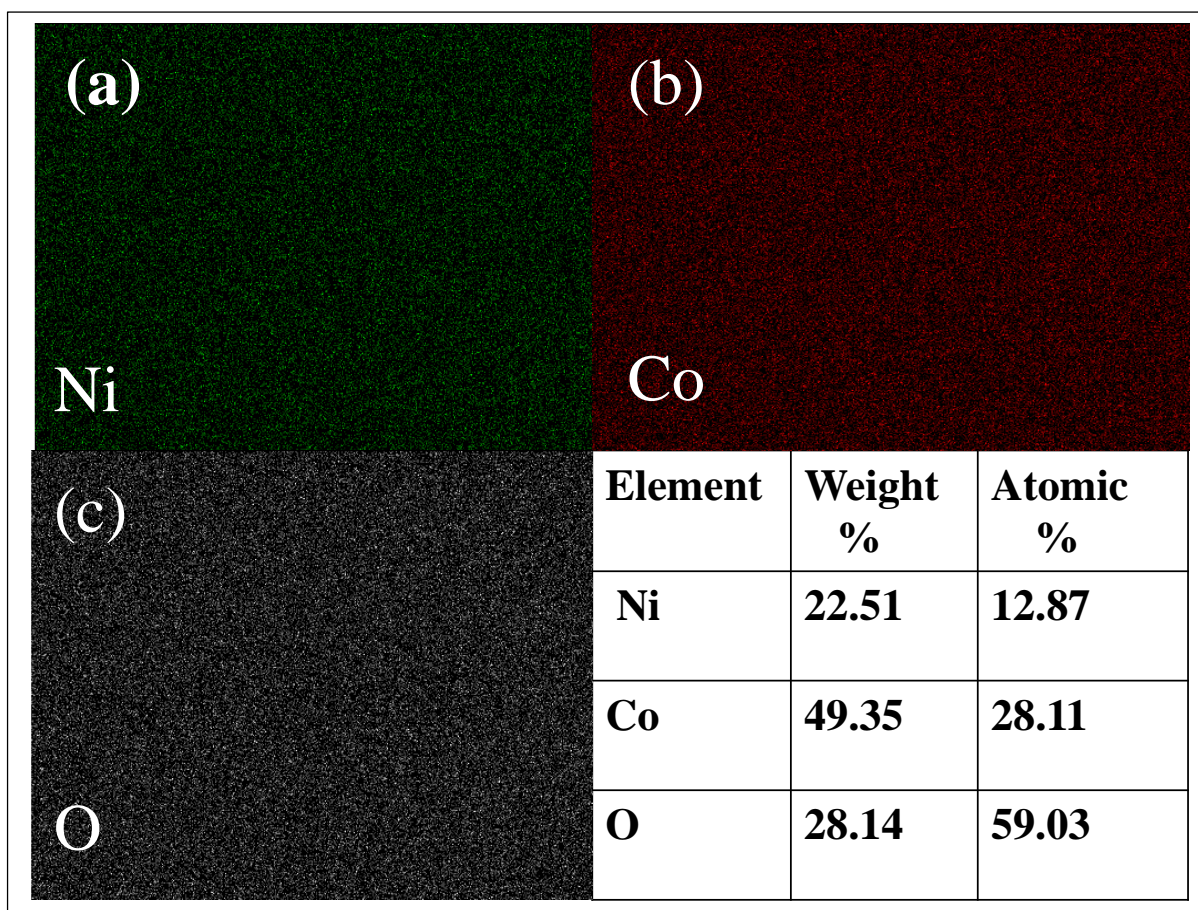 (a)
(b)
Ni
Co
(c)
O
Element Weight % Atomic %
Ni 22.51 12.87
Co 49.35 28.11
O 28.14 59.03